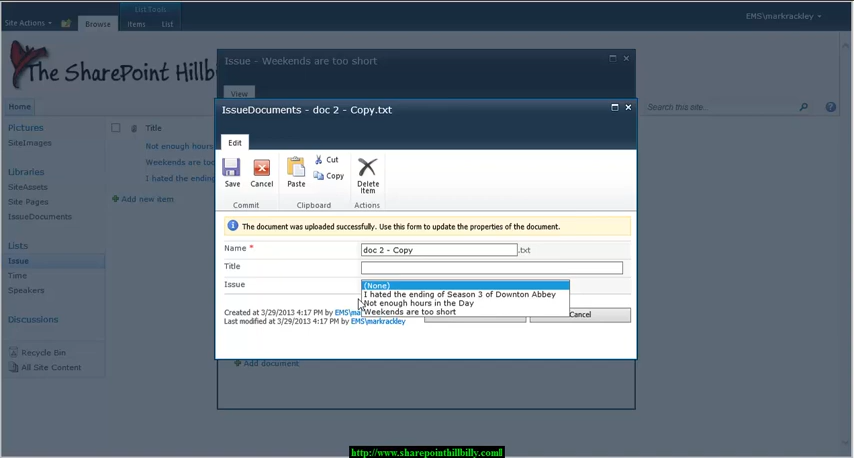 List Tools
Site Actions
Browse
Items
List
EMS\markrackley
The SharePoint Hillb
Search this site...
Home
Pictures
SiteImages
Libraries
SiteAssets
Site Pages
IssueDocuments
Lists
Issue
Time
Speakers
Discussions
Recycle Bin
All Site Content
Title
Not enough hours
Weekends are too
I hated the ending
Add new item
Issue - Weekends are too short
View
IssueDocuments - doc 2 - Copy.txt
Edit
Save
Cancel
Paste
Cut
Copy
Delete
Item
Commit
Clipboard
Actions
The document was uploaded successfully. Use this form to update the properties of the document.
Name *
doc 2 - Copy
.txt
Title
Issue
(None)
I hated the ending of Season 3 of Downton Abbey
Not enough hours in the Day
Weekends are too short
Created at 3/29/2013 4:17 PM by EMS\ma
Last modified at 3/29/2013 4:17 PM by EMS\markrackley
Cancel
Add document
http://www.sharepointhillbilly.com